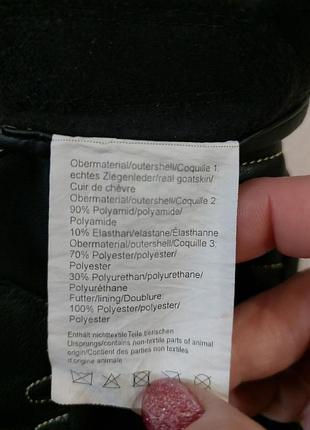 Obermaterial/outershell/Coquille 1:
echtes Ziegenleder/real goatskin/
Cuir de chèvre
Obermaterial/outershell/Coquille 2:
90% Polyamid/polyamide/
Polyamide
10% Elasthan/elastane/Élasthanne
Obermaterial/outershell/Coquille 3:
70% Polyester/polyester/
Polyester
30% Polyurethan/polyurethane/
Polyuréthane
Futter/lining/Doublure:
100% Polyester/polyester/
Polyester
Enthält nichttextile Teile tierischen
Ursprungs/contains non-textile parts of animal
origin/Contient des parties non textiles
d'origine animale